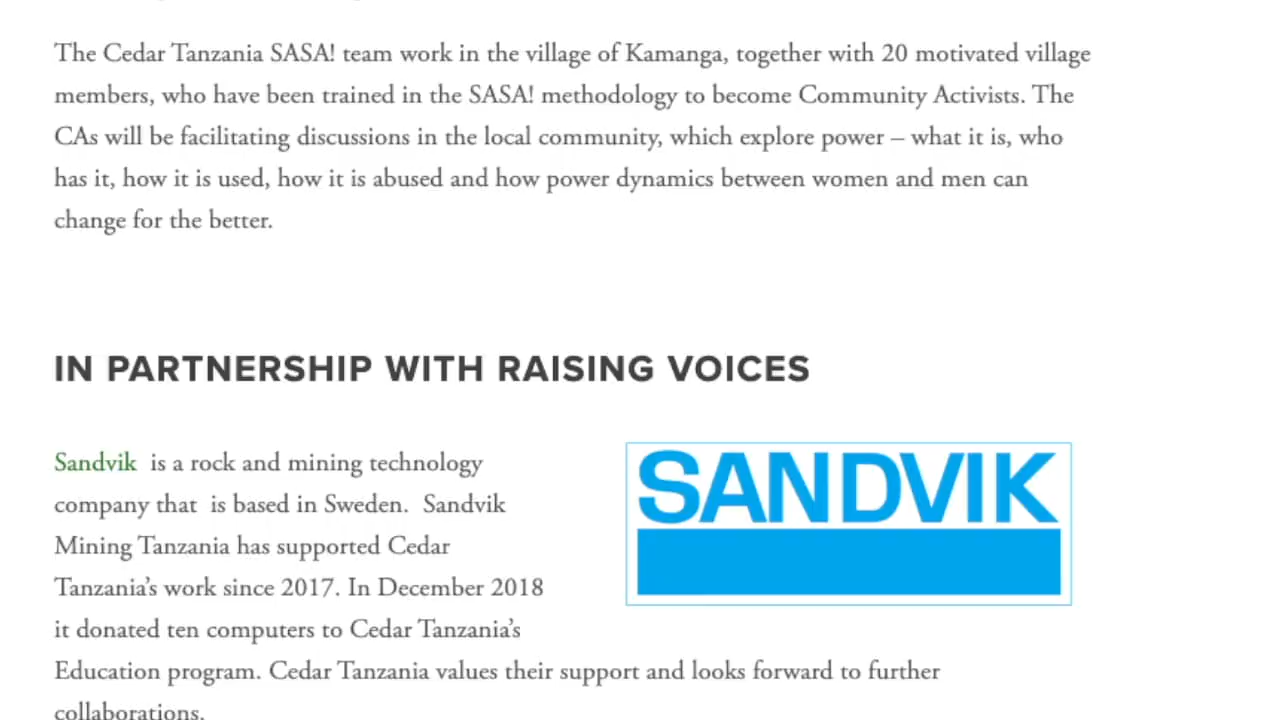 The Cedar Tanzania SASA! team work in the village of Kamanga, together with 20 motivated village
members, who have been trained in the SASA! methodology to become Community Activists. The
CAs will be facilitating discussions in the local community, which explore power – what it is, who
has it, how it is used, how it is abused and how power dynamics between women and men can
change for the better.
IN PARTNERSHIP WITH RAISING VOICES
Sandvik is a rock and mining technology
company that is based in Sweden. Sandvik
Mining Tanzania has supported Cedar
Tanzania's work since 2017. In December 2018
it donated ten computers to Cedar Tanzania's
Education program. Cedar Tanzania values their support and looks forward to further
collaborations.
SANDVIK